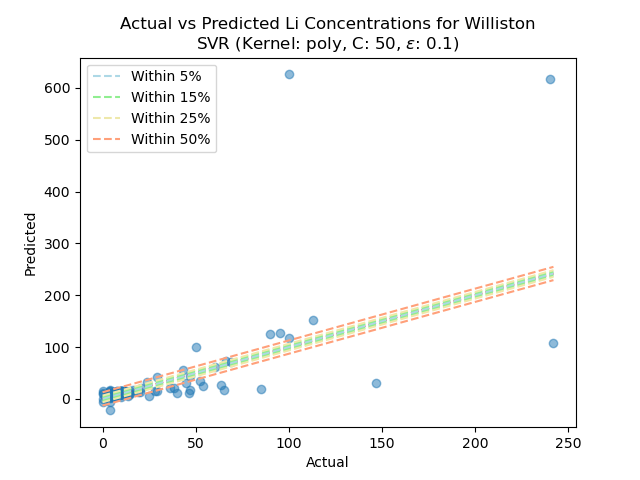 Actual vs Predicted Li Concentrations for Williston
SVR (Kernel: poly, C: 50, ε: 0.1)
Within 5%
Within 15%
Within 25%
Within 50%
600
500
400
300
200
100
0
Predicted
0 50 100 150 200 250
Actual